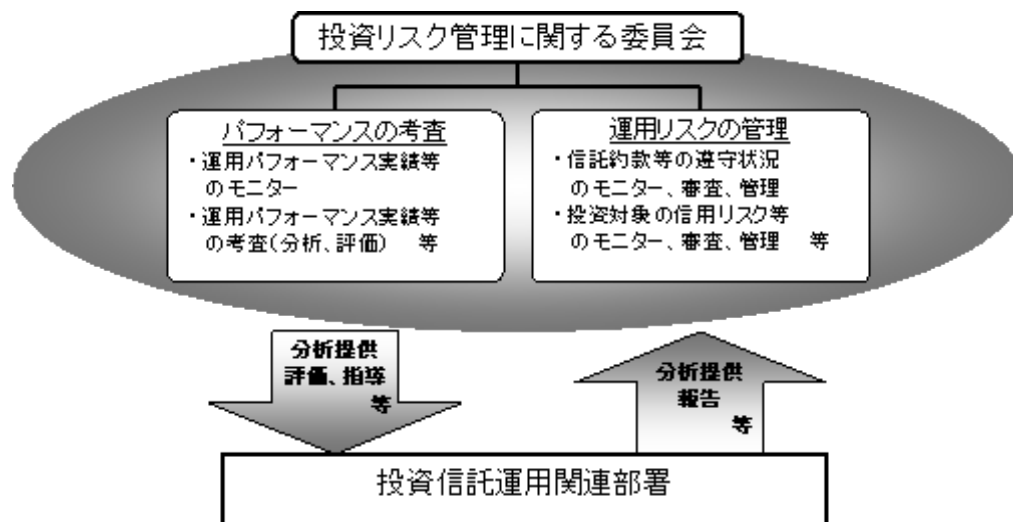 投資リスク管理に関する委員会
パフォーマンスの考査
・運用パフォーマンス実績等
のモニター
・運用パフォーマンス実績等
の考査(分析、評価)　等
運用リスクの管理
・信託約款等の遵守状況
のモニター、審査、管理
・投資対象の信用リスク等
のモニター、審査、管理　等
分析提供
評価、指導
等
分析提供
報告
等
投資信託運用関連部署